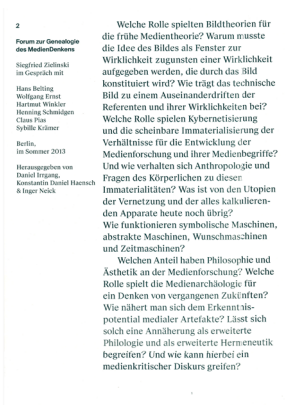 2
Forum zur Genealogie
des MedienDenkens
Siegfried Zielinski
im Gespräch mit
Hans Belting
Wolfgang Ernst
Hartmut Winkler
Henning Schmidgen
Claus Pias
Sybille Krämer
Berlin,
im Sommer 2013
Herausgegeben von
Daniel Irrgang,
Konstantin Daniel Haensch
& Inger Neick
Welche Rolle spielten Bildtheorien für
die frühe Medientheorie? Warum musste
die Idee des Bildes als Fenster zur
Wirklichkeit zugunsten einer Wirklichkeit
aufgegeben werden, die durch das Bild
konstituiert wird? Wie trägt das technische
Bild zu einem Auseinanderdriften der
Referenten und ihrer Wirklichkeiten bei?
Welche Rolle spielen Kybernetisierung
und die scheinbare Immaterialisierung der
Verhältnisse für die Entwicklung der
Medienforschung und ihrer Medienbegriffe?
Und wie verhalten sich Anthropologie und
Fragen des Körperlichen zu diesen
Immaterialitäten? Was ist von den Utopien
der Vernetzung und der alles kalkulieren-
den Apparate heute noch übrig?
Wie funktionieren symbolische Maschinen,
abstrakte Maschinen, Wunschmaschinen
und Zeitmaschinen?
Welchen Anteil haben Philosophie und
Ästhetik an der Medienforschung? Welche
Rolle spielt die Medienarchäologie für
ein Denken von vergangenen Zukünften?
Wie nähert man sich dem Erkenntnis-
potential medialer Artefakte? Lässt sich
solch eine Annäherung als erweiterte
Philologie und als erweiterte Hermeneutik
begreifen? Und wie kann hierbei ein
medienkritischer Diskurs greifen?